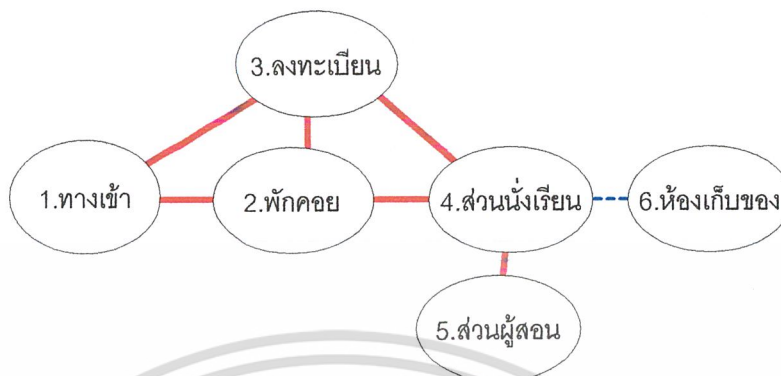 3.ลงทะเบียน
1.ทางเข้า
2.พักคอย
4.ส่วนนั่งเรียน
6.ห้องเก็บของ
5.ส่วนผู้สอน